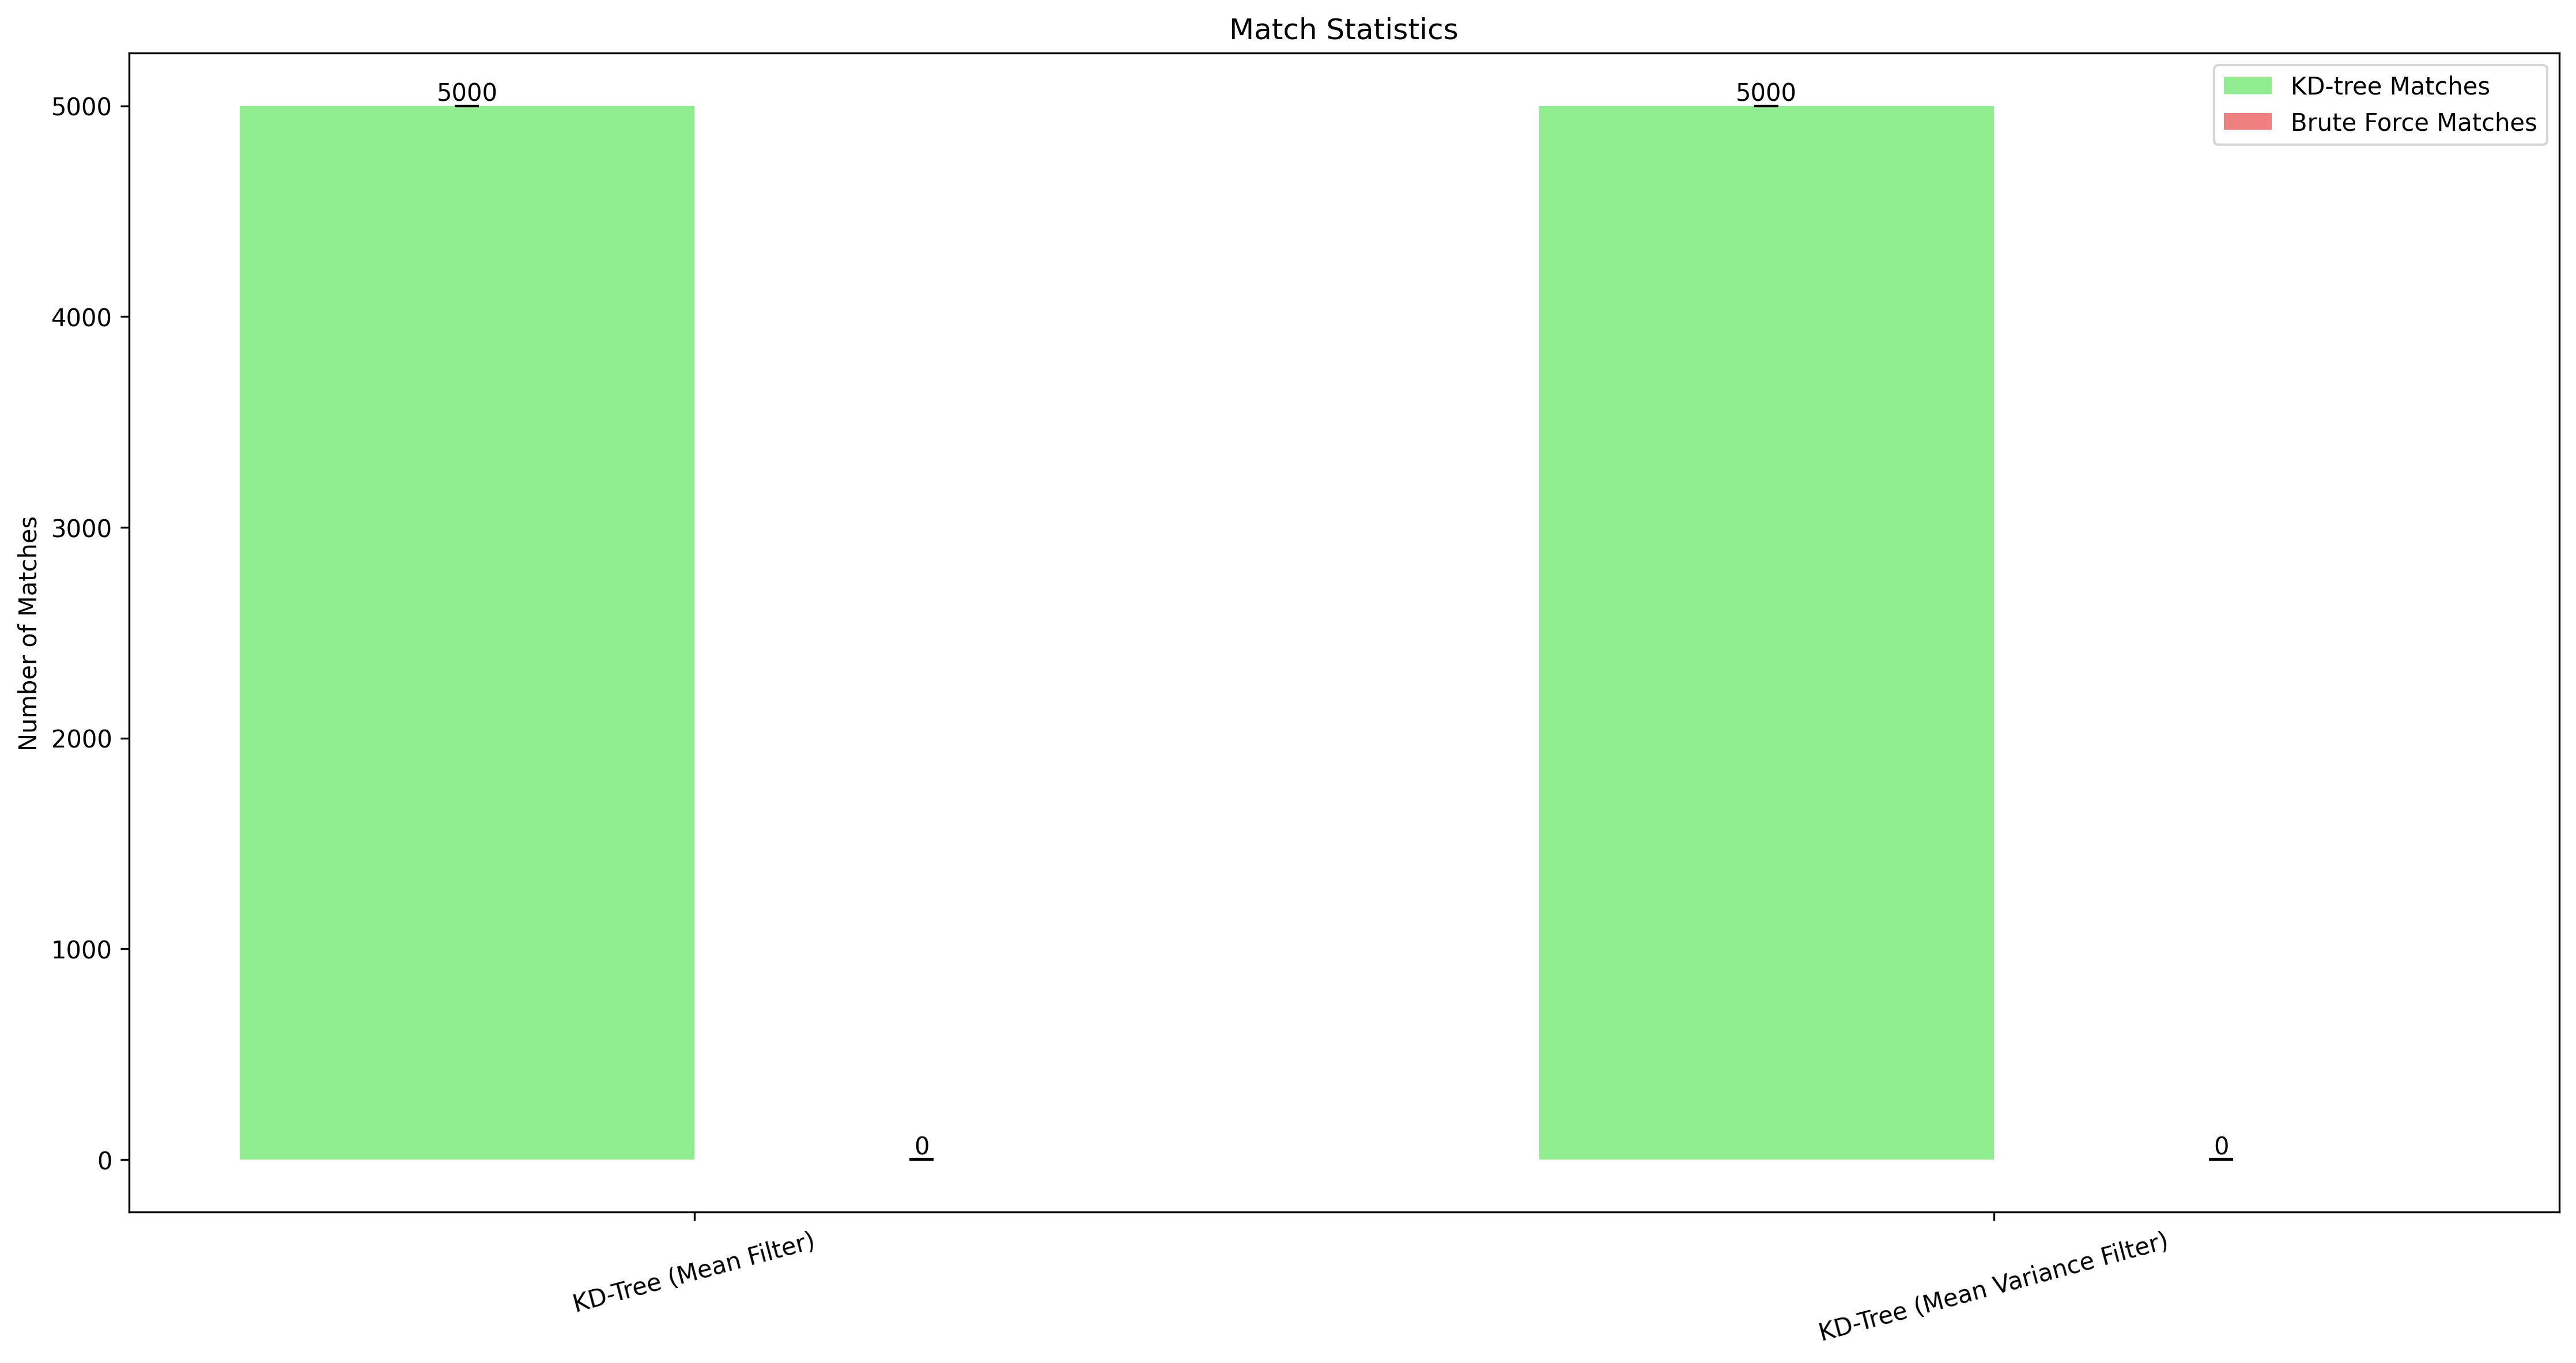 Match Statistics
KD-tree Matches
Brute Force Matches
Number of Matches
5000
4000
3000
2000
1000
0
5000
0
5000
0
KD-Tree (Mean Filter)
KD-Tree (Mean Variance Filter)